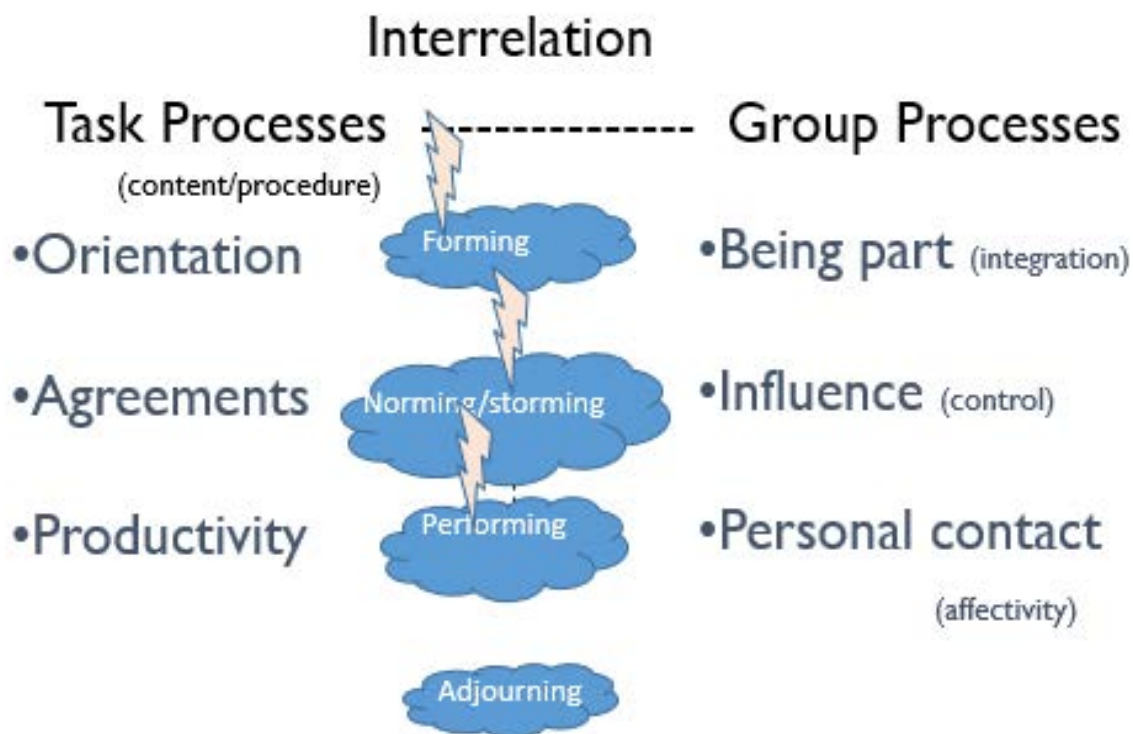 Interrelation
Task Processes ---------------- Group Processes
(content/procedure)
Forming
•Orientation
•Being part (integration)
•Agreements
Norming/storming
•Influence (control)
•Productivity
Performing
•Personal contact
(affectivity)
Adjourning